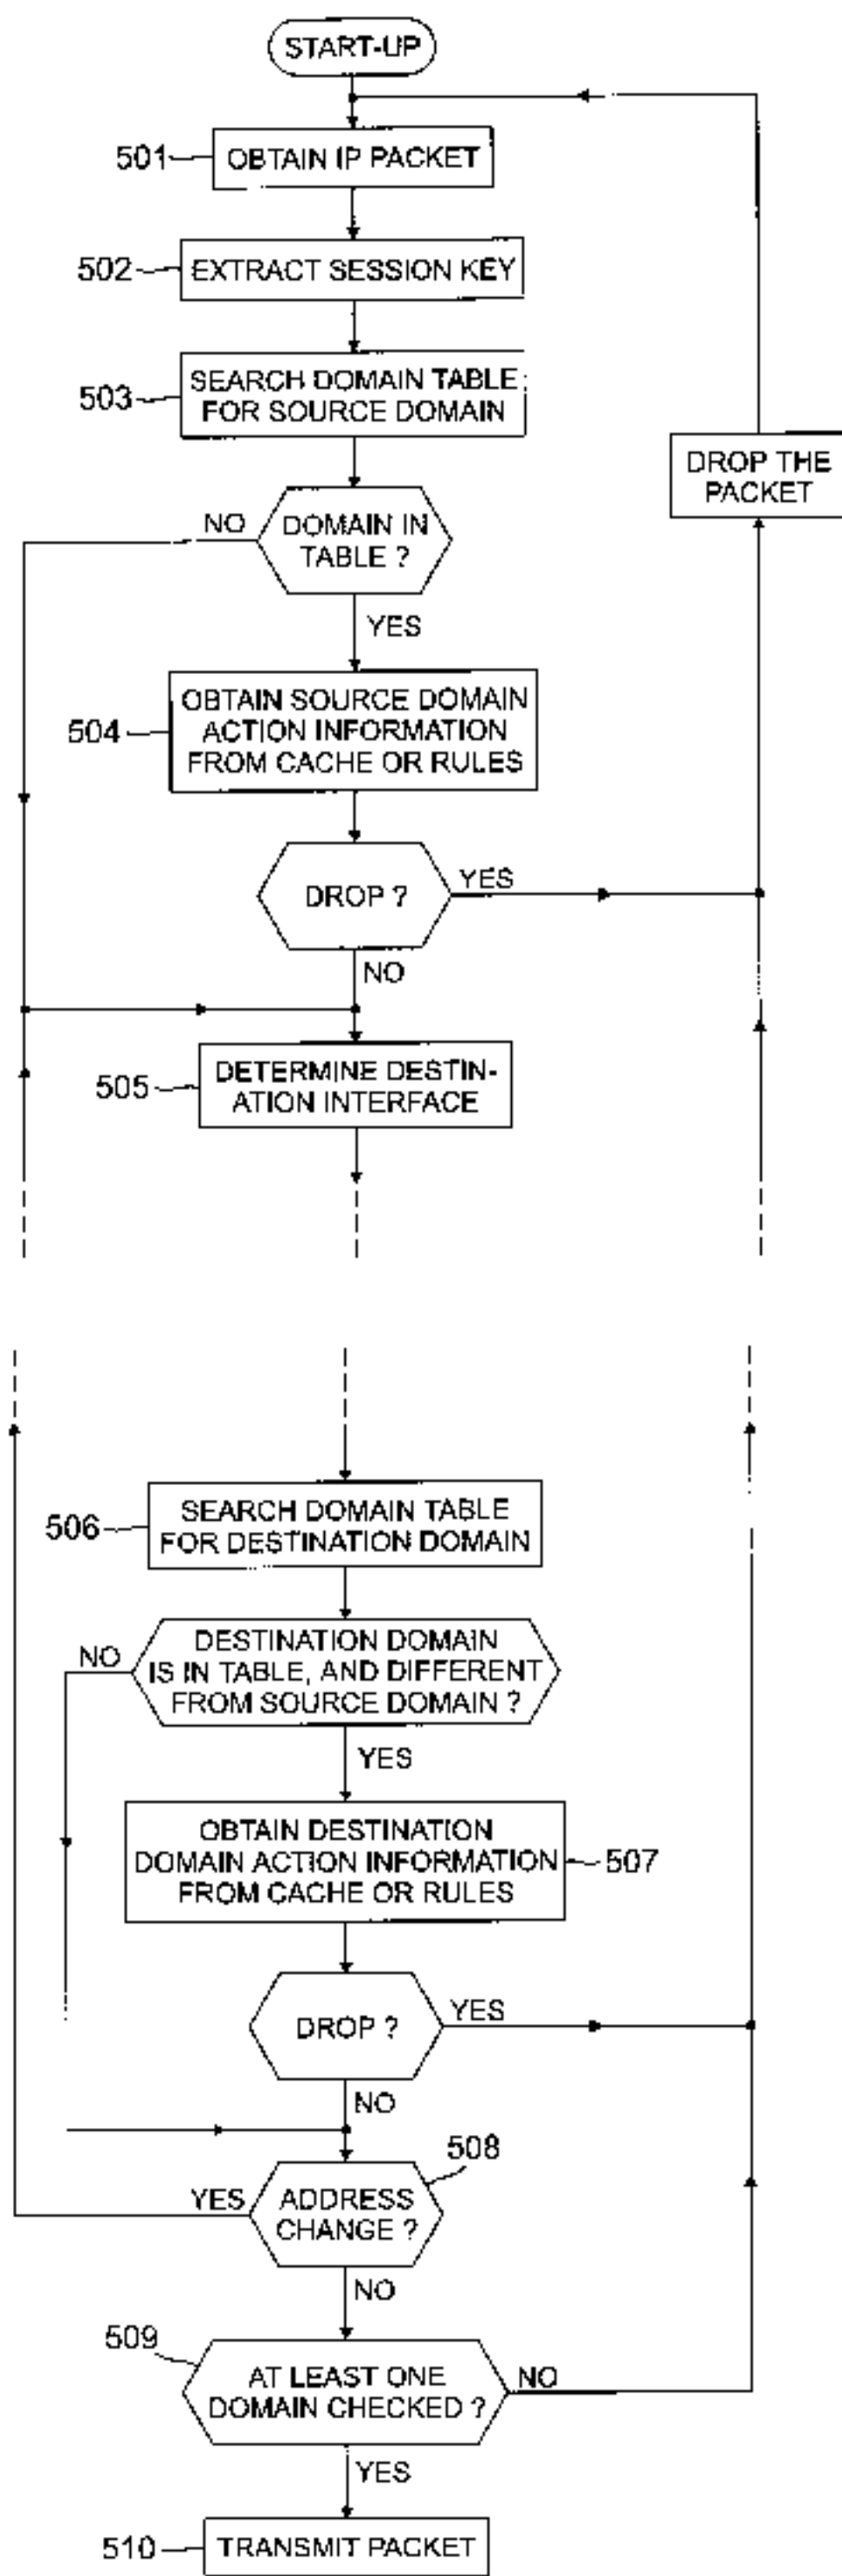 START-UP
501
OBTAIN IP PACKET
502
EXTRACT SESSION KEY
503
SEARCH DOMAIN TABLE
FOR SOURCE DOMAIN
DROP THE
PACKET
NO
DOMAIN IN
TABLE ?
YES
504
OBTAIN SOURCE DOMAIN
ACTION INFORMATION
FROM CACHE OR RULES
DROP ?
YES
NO
505
DETERMINE DESTIN-
ATION INTERFACE
506
SEARCH DOMAIN TABLE
FOR DESTINATION DOMAIN
NO
DESTINATION DOMAIN
IS IN TABLE, AND DIFFERENT
FROM SOURCE DOMAIN ?
YES
OBTAIN DESTINATION
DOMAIN ACTION INFORMATION
FROM CACHE OR RULES
507
DROP ?
YES
NO
508
YES
ADDRESS
CHANGE ?
NO
509
AT LEAST ONE
DOMAIN CHECKED ?
NO
YES
510
TRANSMIT PACKET